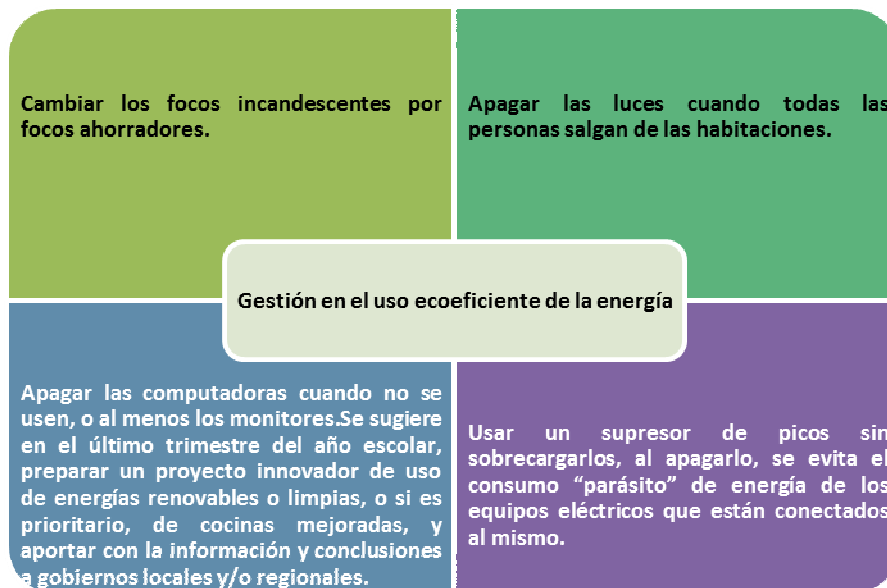 Cambiar los focos incandescentes por
focos ahorradores.
Apagar las luces cuando todas las
personas salgan de las habitaciones.
Gestión en el uso ecoeficiente de la energía
Apagar las computadoras cuando no se
usen, o al menos los monitores.Se sugiere
en el último trimestre del año escolar,
preparar un proyecto innovador de uso
de energías renovables o limpias, o si es
prioritario, de cocinas mejoradas, y
aportar con la información y conclusiones
a gobiernos locales y/o regionales.
Usar un supresor de picos sin
sobrecargarlos, al apagarlo, se evita el
consumo “parásito” de energía de los
equipos eléctricos que están conectados
al mismo.